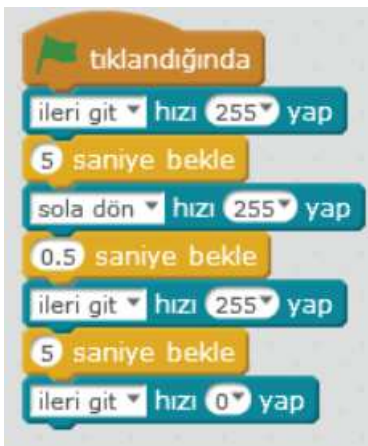 tıklandığında
ileri git hızı 255 yap
5 saniye bekle
sola dön hızı 255 yap
0.5 saniye bekle
ileri git hızı 255 yap
5 saniye bekle
ileri git hızı 0 yap